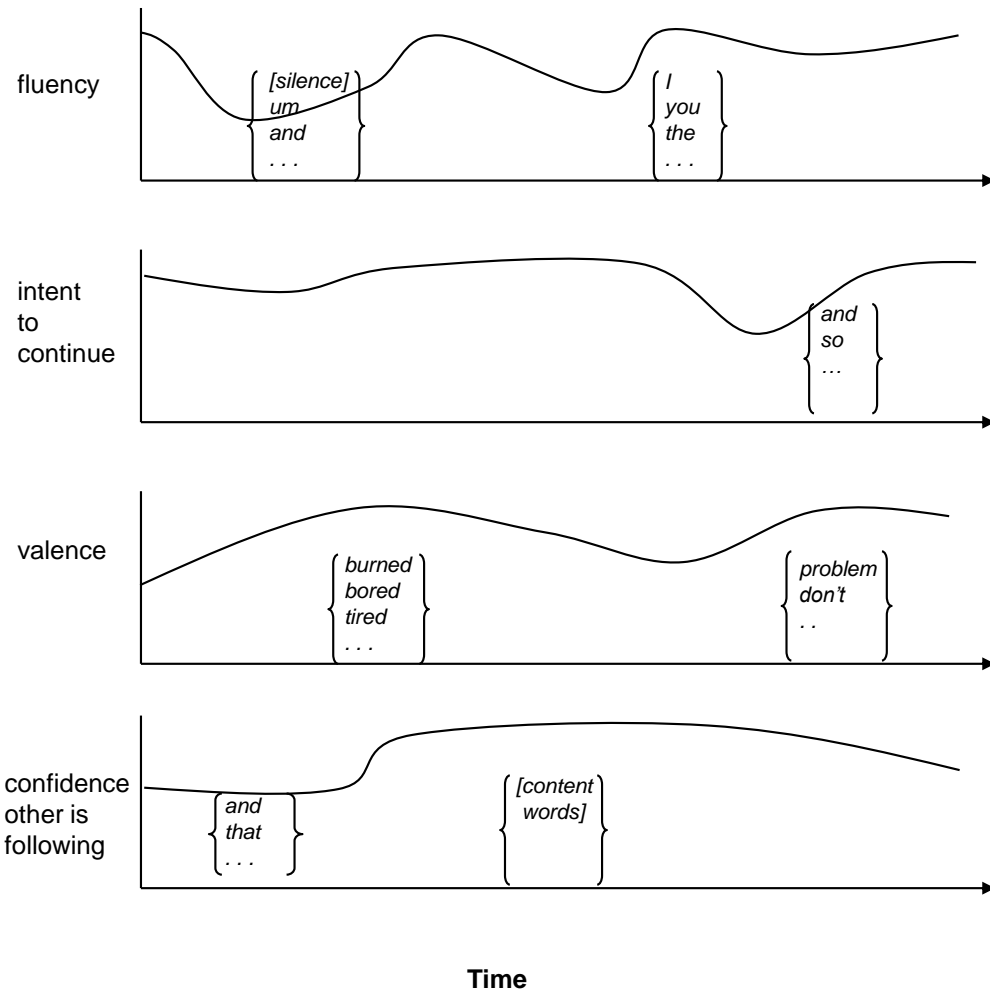 fluency
[silence]
um
and
. . .
I
you
the
. . .
intent
to
continue
and
so
...
valence
burned
bored
tired
. . .
problem
don't
. .
confidence
other is
following
and
that
. . .
[content
words]
Time